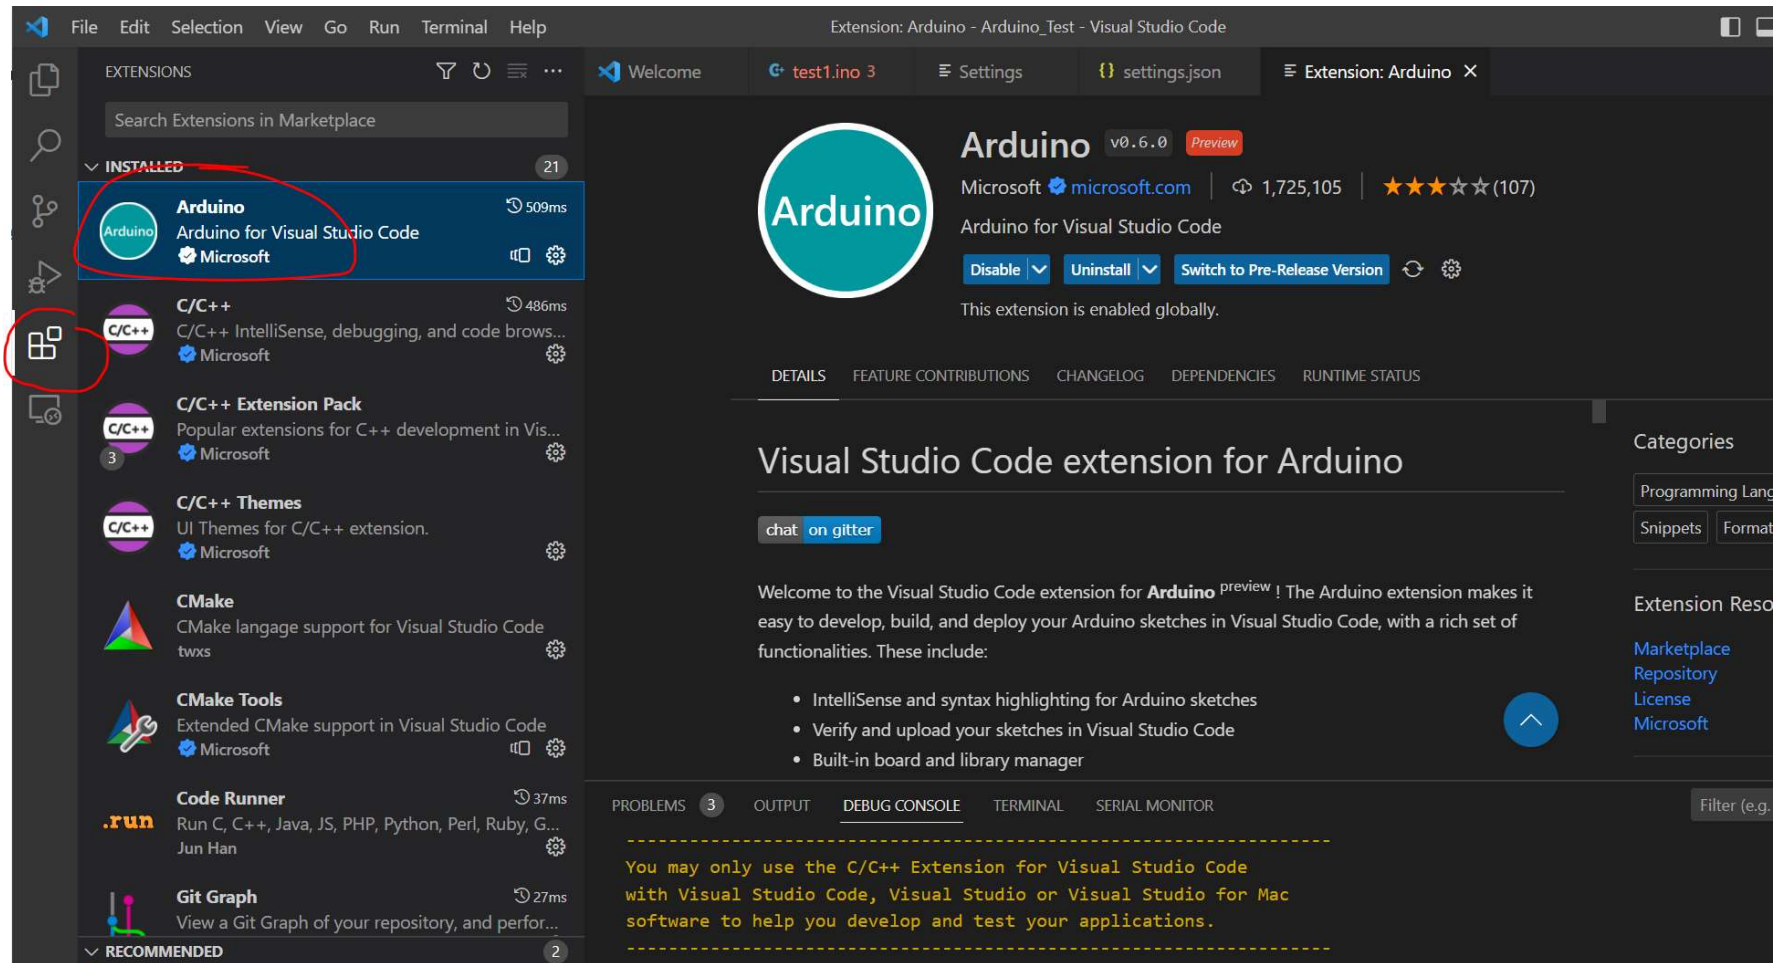 File Edit Selection View Go Run Terminal Help
Extension: Arduino - Arduino_Test - Visual Studio Code
EXTENSIONS
Search Extensions in Marketplace
INSTALLED 21
Arduino 509ms
Arduino for Visual Studio Code
Microsoft
C/C++ 486ms
C/C++ IntelliSense, debugging, and code brows...
Microsoft
C/C++ Extension Pack
Popular extensions for C++ development in Vis...
3
Microsoft
C/C++ Themes
UI Themes for C/C++ extension.
Microsoft
CMake
CMake langage support for Visual Studio Code
twxs
CMake Tools
Extended CMake support in Visual Studio Code
Microsoft
.run
Code Runner 37ms
Run C, C++, Java, JS, PHP, Python, Perl, Ruby, G...
Jun Han
Git Graph 27ms
View a Git Graph of your repository, and perfor...
RECOMMENDED 2
Arduino
C/C++
C/C++
C/C++
Welcome test1.ino 3 Settings {} settings.json Extension: Arduino
Arduino
Arduino v0.6.0 Preview
Microsoft microsoft.com 1,725,105 (107)
Arduino for Visual Studio Code
Disable Uninstall Switch to Pre-Release Version
This extension is enabled globally.
DETAILS FEATURE CONTRIBUTIONS CHANGELOG DEPENDENCIES RUNTIME STATUS
Visual Studio Code extension for Arduino
chat on gitter
Welcome to the Visual Studio Code extension for Arduino preview ! The Arduino extension makes it
easy to develop, build, and deploy your Arduino sketches in Visual Studio Code, with a rich set of
functionalities. These include:
• IntelliSense and syntax highlighting for Arduino sketches
• Verify and upload your sketches in Visual Studio Code
• Built-in board and library manager
Categories
Programming Lang
Snippets Format
Extension Reso
Marketplace
Repository
License
Microsoft
PROBLEMS 3 OUTPUT DEBUG CONSOLE TERMINAL SERIAL MONITOR Filter (e.g.
-------------------------------------------------------------------
You may only use the C/C++ Extension for Visual Studio Code
with Visual Studio Code, Visual Studio or Visual Studio for Mac
software to help you develop and test your applications.
-------------------------------------------------------------------